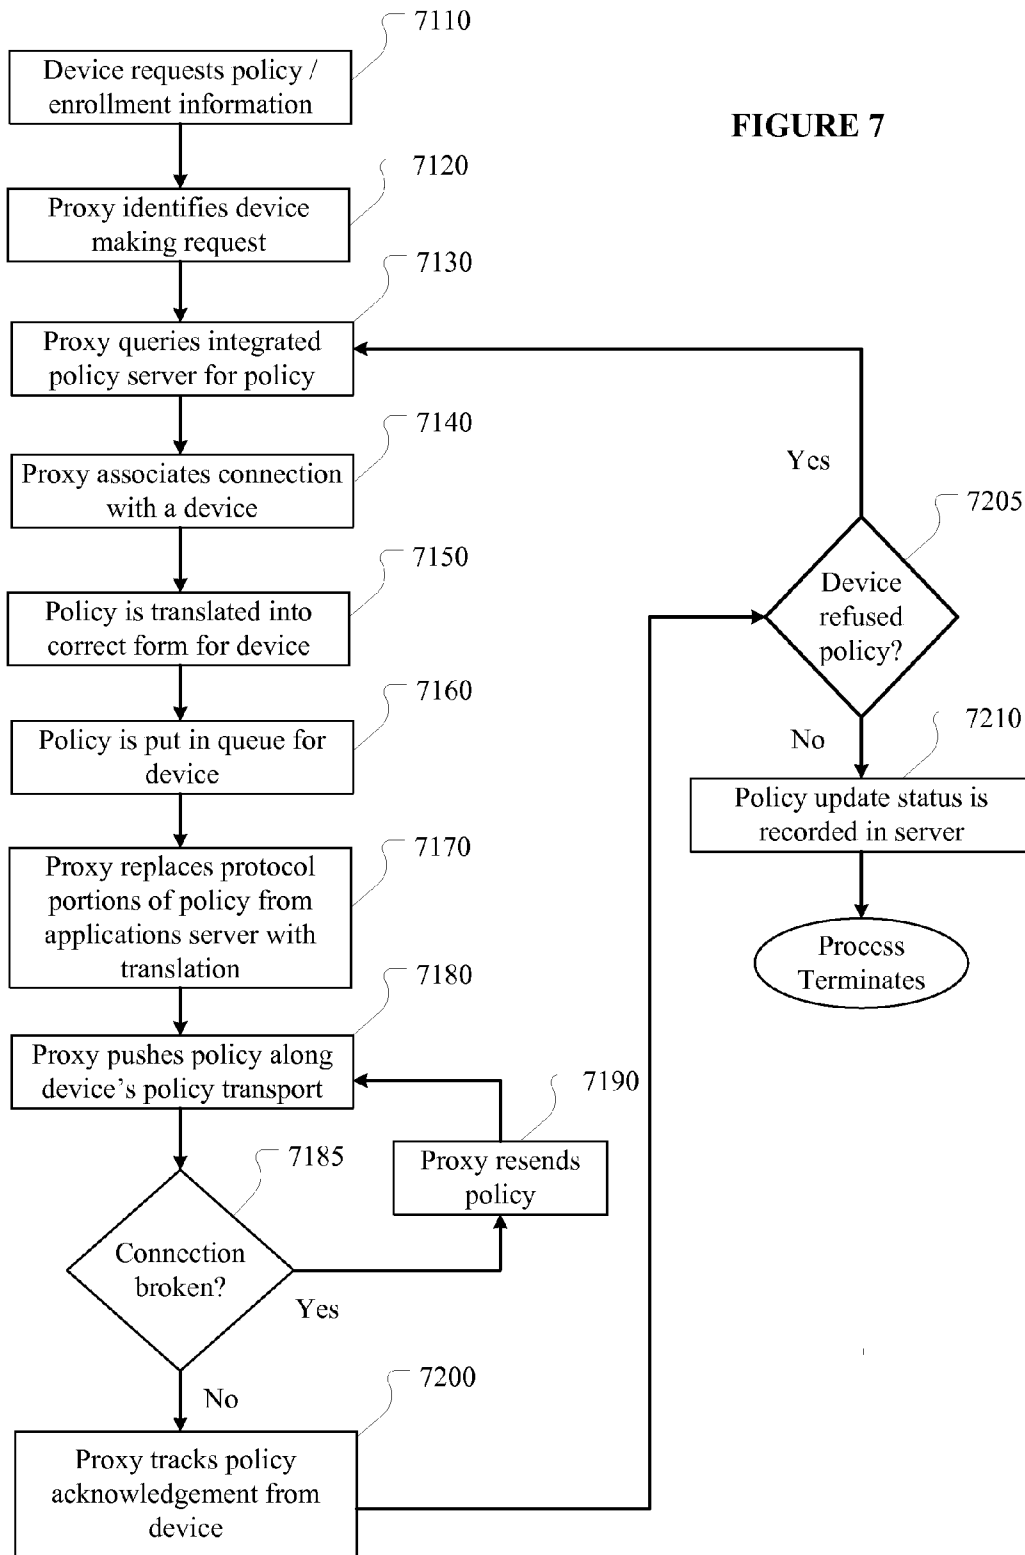 7110
Device requests policy /
enrollment information
FIGURE 7
7120
Proxy identifies device
making request
7130
Proxy queries integrated
policy server for policy
7140
Proxy associates connection
with a device
Yes
7205
Device
refused
policy?
7150
Policy is translated into
correct form for device
7160
Policy is put in queue for
device
No
7210
Policy update status is
recorded in server
7170
Proxy replaces protocol
portions of policy from
applications server with
translation
Process
Terminates
7180
Proxy pushes policy along
device's policy transport
7190
Proxy resends
policy
7185
Connection
broken?
Yes
No
7200
Proxy tracks policy
acknowledgement from
device